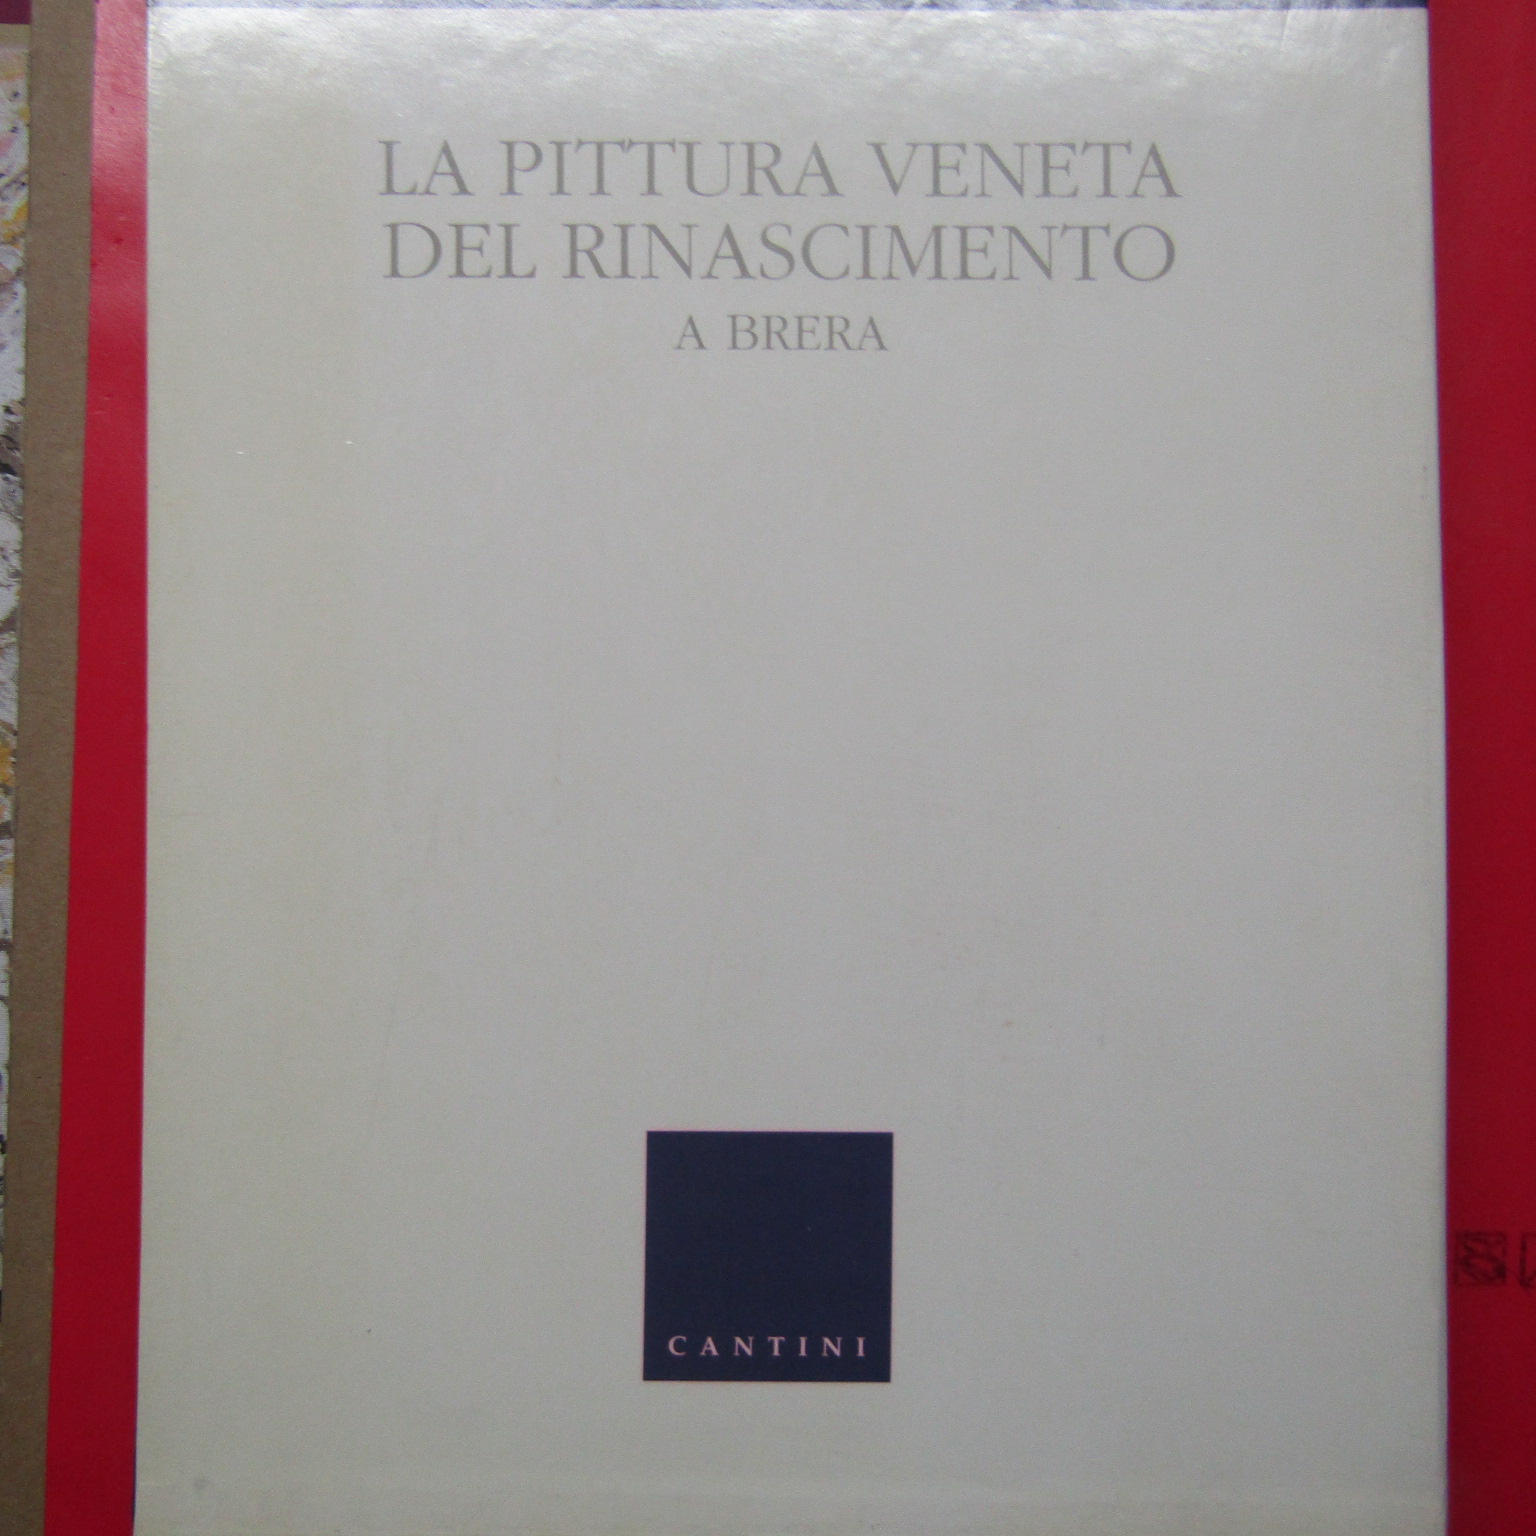 LA PITTURA VENETA
DEL RINASCIMENTO
A BRERA
CANTINI